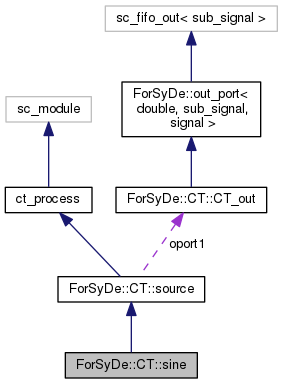 sc_fifo_out< sub_signal >
ForSyDe::out_port<
double, sub_signal,
signal >
sc_module
ct_process
ForSyDe::CT::CT_out
oport1
ForSyDe::CT::source
ForSyDe::CT::sine